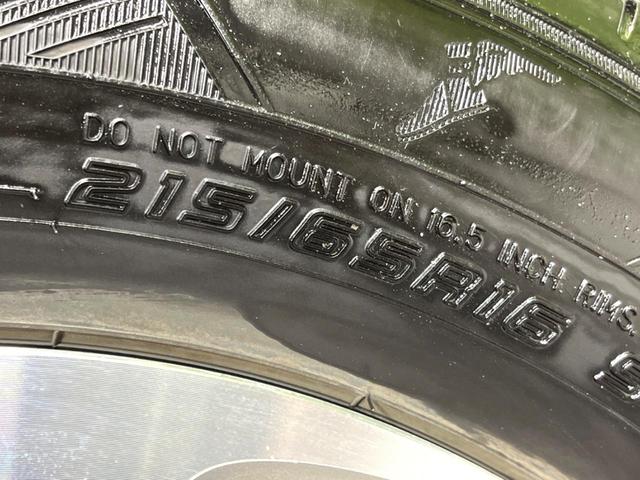 DO NOT MOUNT ON 16.5 INCH RIMS.
215/65R16